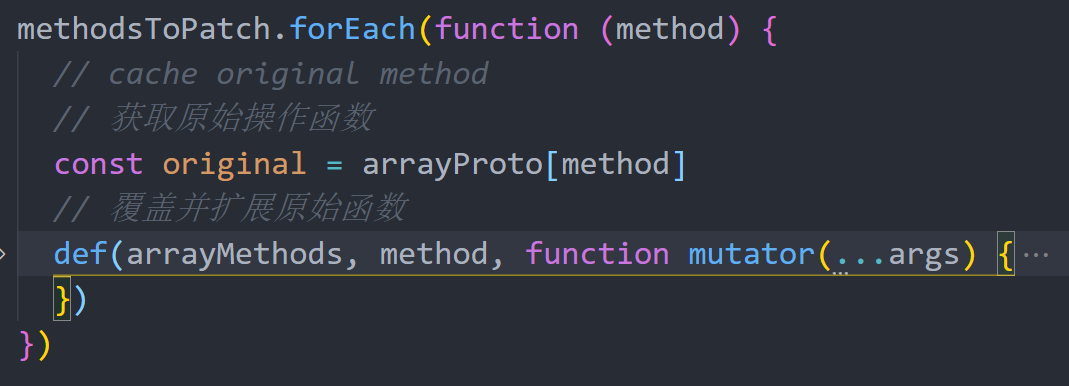 methodsToPatch.forEach(function (method) {
// cache original method
// 获取原始操作函数
const original = arrayProto[method]
// 覆盖并扩展原始函数
def(arrayMethods, method, function mutator(...args) {⋯
})
})